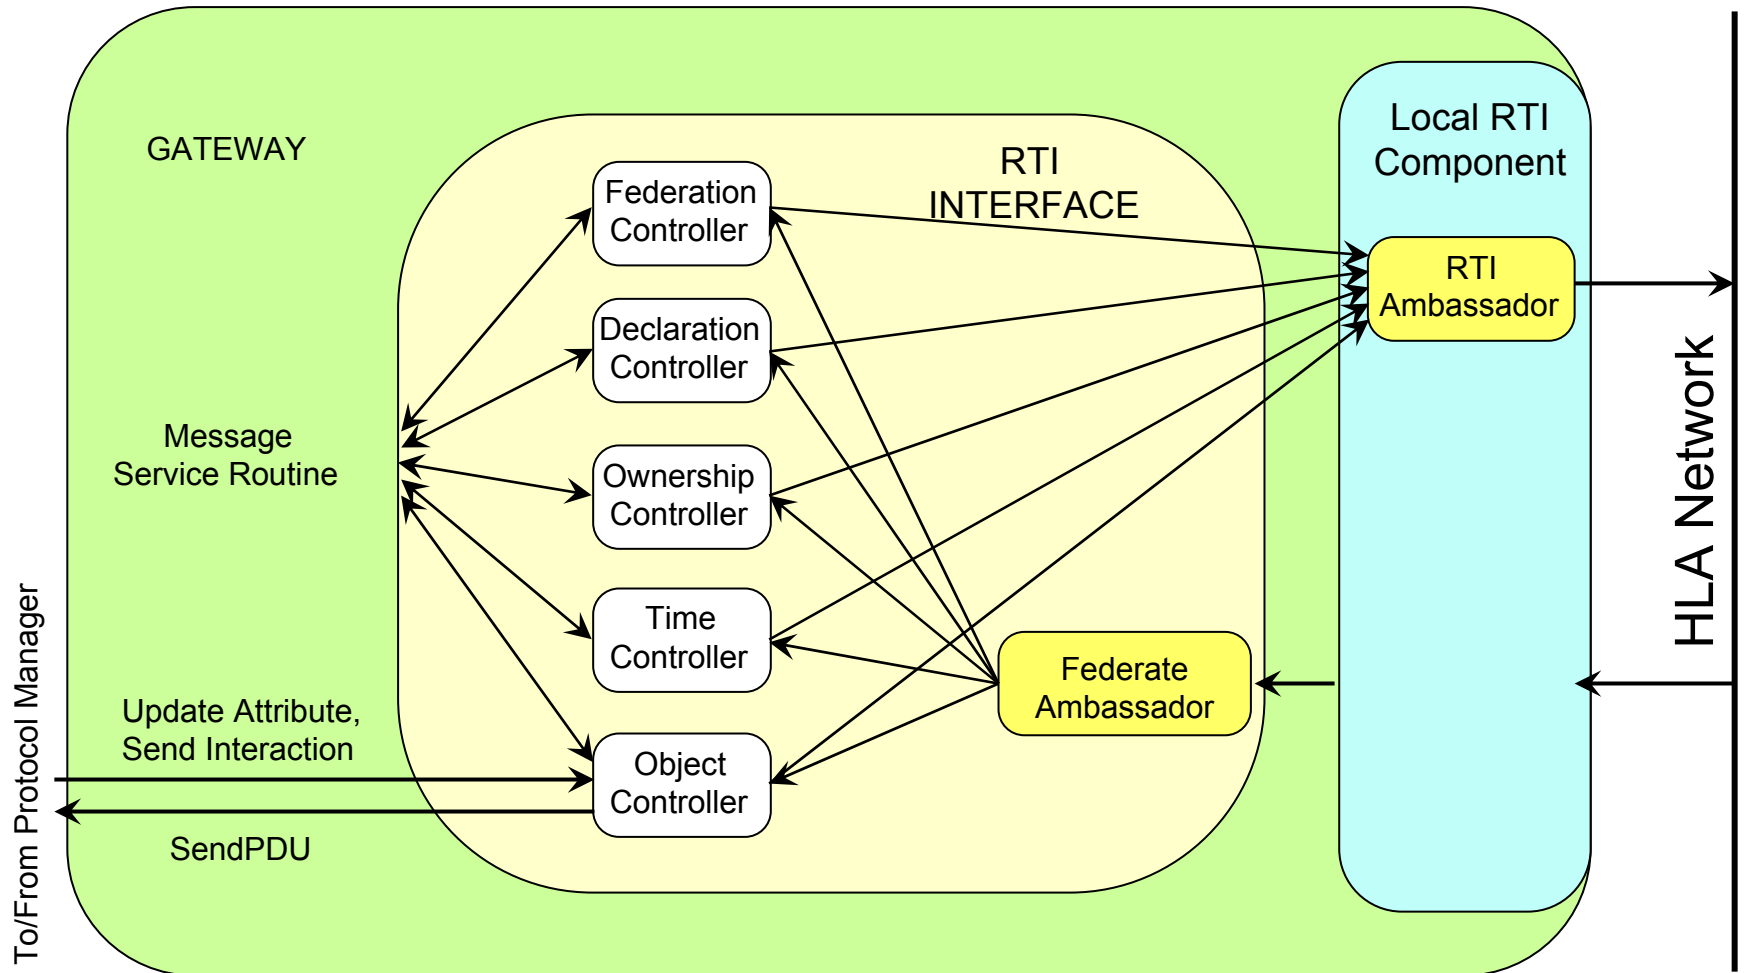 GATEWAY
RTI
INTERFACE
Local RTI
Component
Federation
Controller
RTI
Ambassador
Declaration
Controller
Message
Service Routine
Ownership
Controller
Time
Controller
Federate
Ambassador
Update Attribute,
Send Interaction
Object
Controller
SendPDU
To/From Protocol Manager
HLA Network